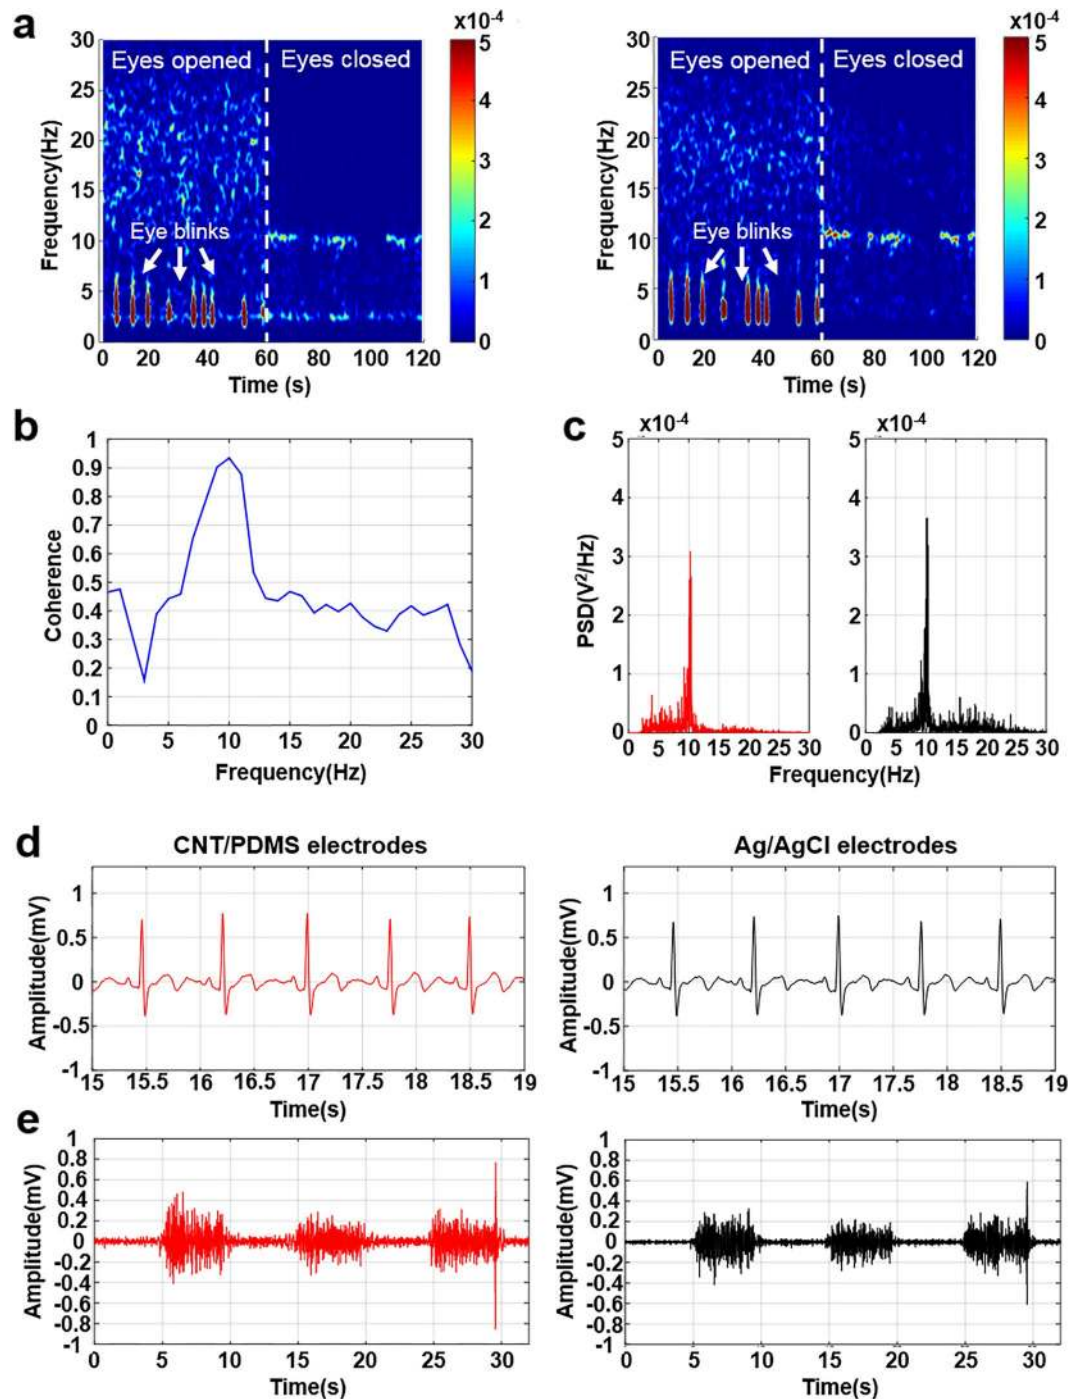 a
x10-4
x10-4
Eyes opened
Eyes closed
Eye blinks
Frequency(Hz)
30
25
20
15
10
5
0
0 20 40 60 80 100 120
Time (s)
5
4
3
2
1
0
Eyes opened
Eyes closed
Eye blinks
Frequency(Hz)
30
25
20
15
10
5
0
0 20 40 60 80 100 120
Time (s)
5
4
3
2
1
0
b
Coherence
1
0.9
0.8
0.7
0.6
0.5
0.4
0.3
0.2
0.1
0
0 5 10 15 20 25 30
Frequency(Hz)
c
x10-4
x10-4
PSD(V2/Hz)
5
4
3
2
1
0
0 5 10 15 20 25 30
5
4
3
2
1
0
0 5 10 15 20 25 30
Frequency(Hz)
d
CNT/PDMS electrodes
Amplitude(mV)
1
0.5
0
-0.5
-1
15 15.5 16 16.5 17 17.5 18 18.5 19
Time(s)
Ag/AgCl electrodes
Amplitude(mV)
1
0.5
0
-0.5
-1
15 15.5 16 16.5 17 17.5 18 18.5 19
Time(s)
e
Amplitude(mV)
1
0.8
0.6
0.4
0.2
0
-0.2
-0.4
-0.6
-0.8
-1
0 5 10 15 20 25 30
Time(s)
Amplitude(mV)
1
0.8
0.6
0.4
0.2
0
-0.2
-0.4
-0.6
-0.8
-1
0 5 10 15 20 25 30
Time(s)